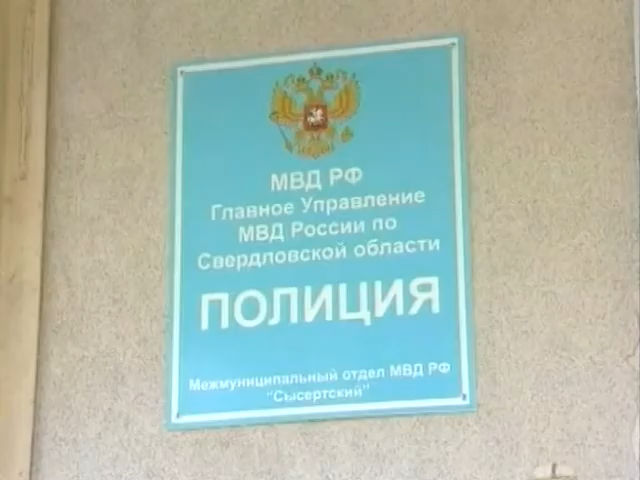 МВД РФ
Главное Управление
МВД России по
Свердловской области
ПОЛИЦИЯ
Межмуниципальный отдел МВД РФ
"Сысертский"